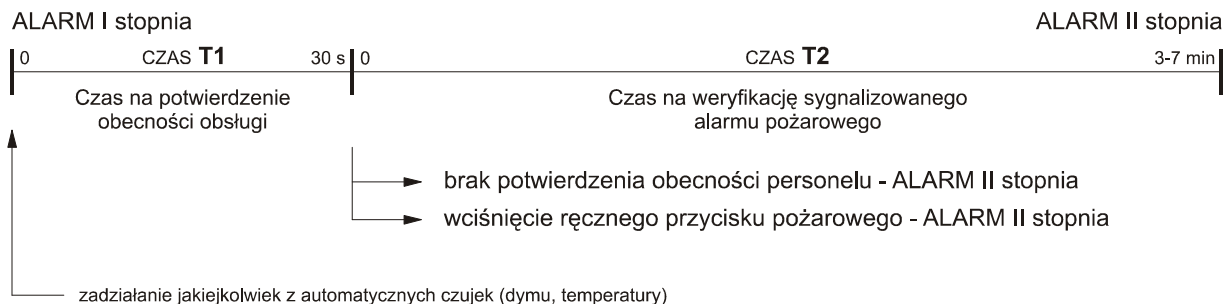 ALARM I stopnia
ALARM II stopnia
0 CZAS T1 30 s 0 CZAS T2 3-7 min
Czas na potwierdzenie
obecności obsługi
Czas na weryfikację sygnalizowanego
alarmu pożarowego
brak potwierdzenia obecności personelu - ALARM II stopnia
wciśnięcie ręcznego przycisku pożarowego - ALARM II stopnia
zadziałanie jakiejkolwiek z automatycznych czujek (dymu, temperatury)